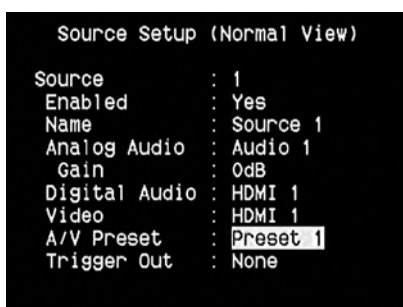 Source Setup (Normal View)
Source : 1
Enabled : Yes
Name : Source 1
Analog Audio : Audio 1
Gain : 0dB
Digital Audio : HDMI 1
Video : HDMI 1
A/V Preset : Preset 1
Trigger Out : None